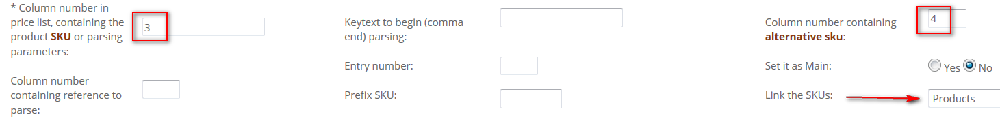 * Column number in
price list, containing the
product SKU or parsing
parameters:
3
Column number
containing reference to
parse:
Keytext to begin (comma
end) parsing:
Entry number:
Prefix SKU:
Column number containing
alternative sku:
4
Set it as Main:
Yes No
Link the SKUs:
Products